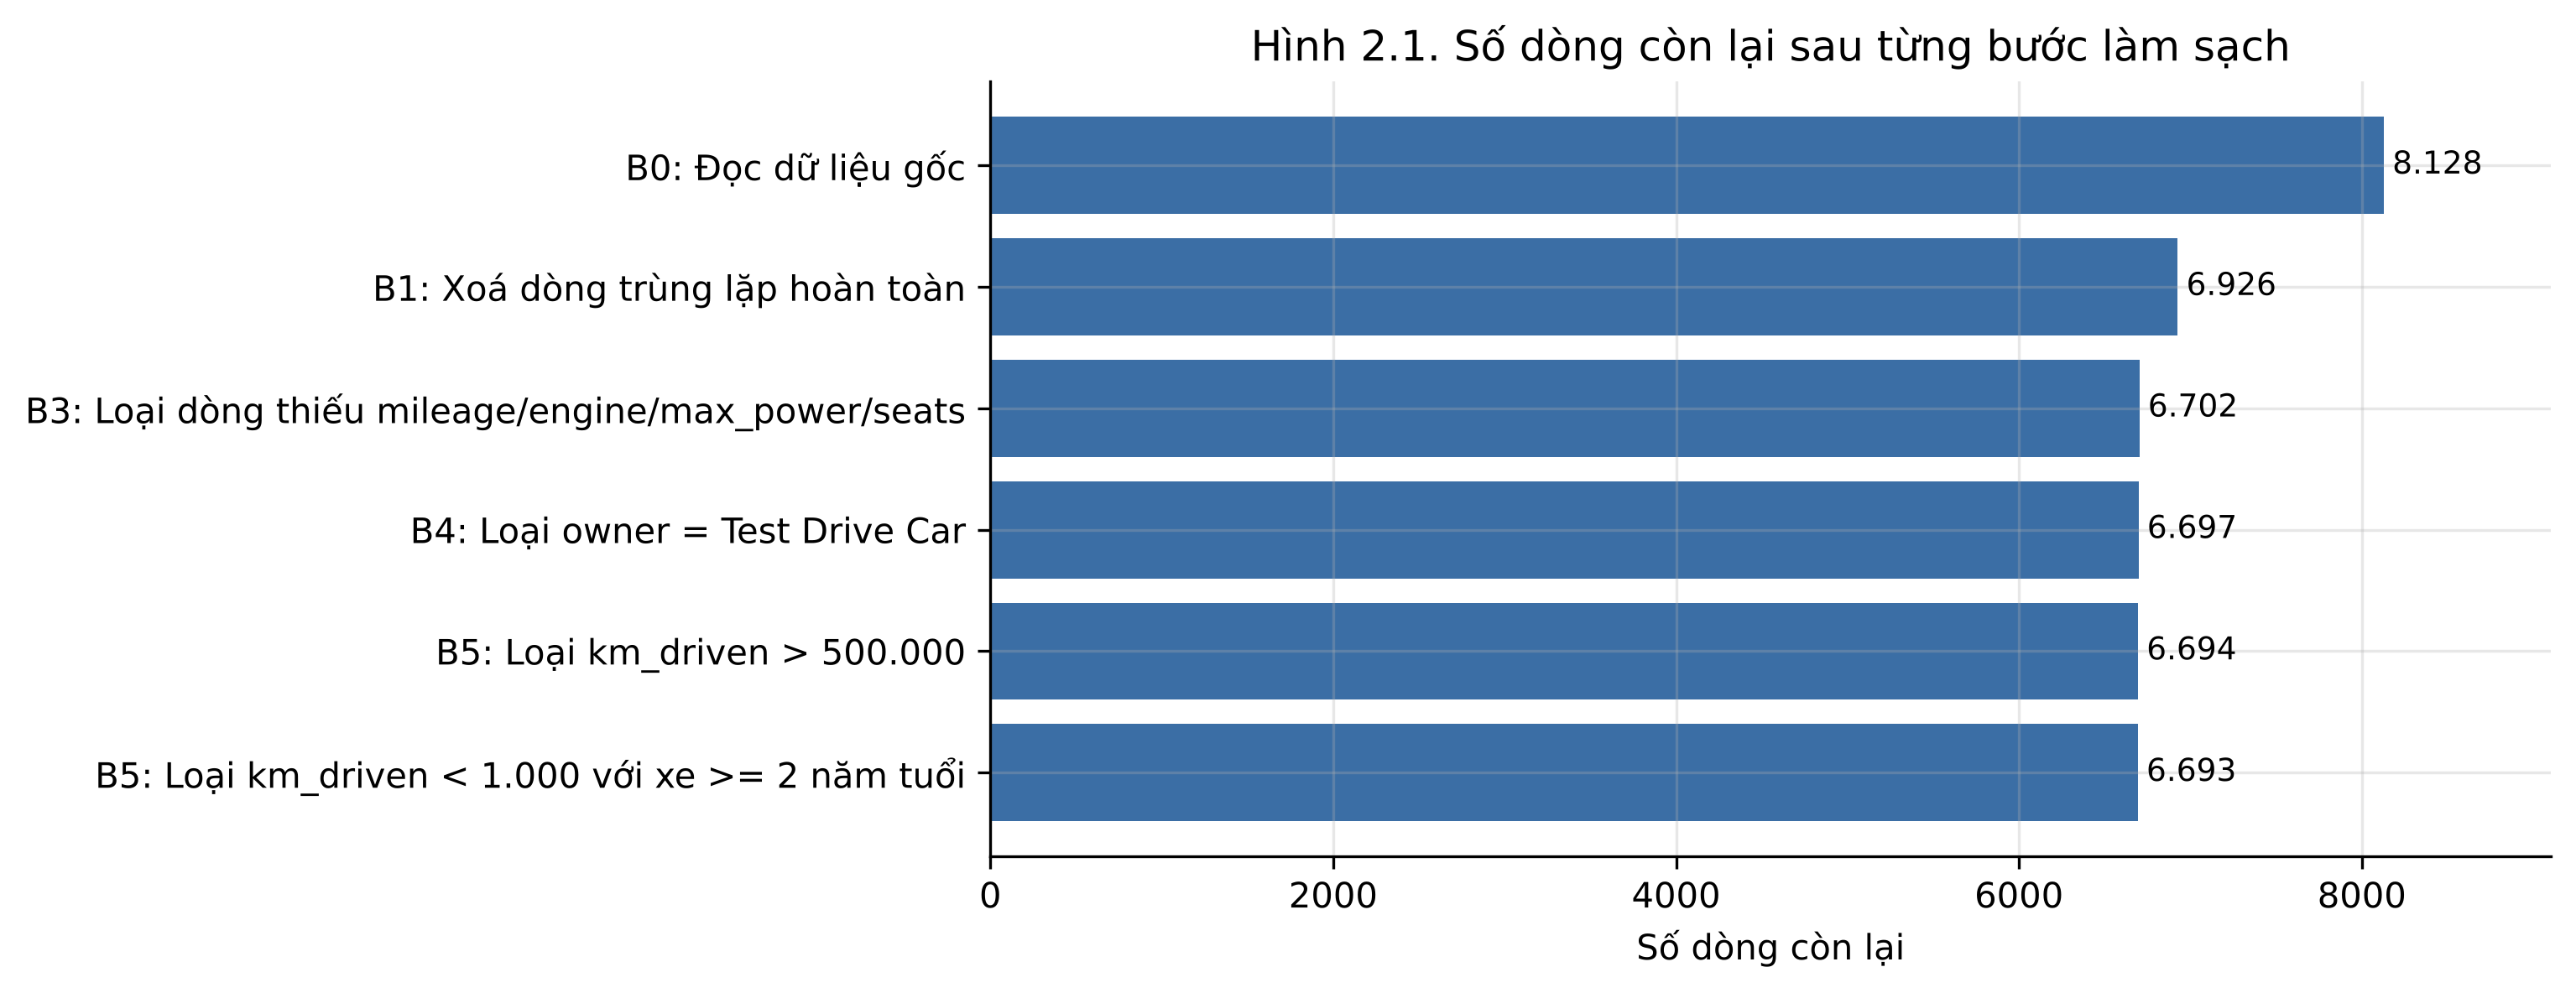 Hình 2.1. Số dòng còn lại sau từng bước làm sạch
B0: Đọc dữ liệu gốc
8.128
B1: Xoá dòng trùng lặp hoàn toàn
6.926
B3: Loại dòng thiếu mileage/engine/max_power/seats
6.702
B4: Loại owner = Test Drive Car
6.697
B5: Loại km_driven > 500.000
6.694
B5: Loại km_driven < 1.000 với xe >= 2 năm tuổi
6.693
0 2000 4000 6000 8000
Số dòng còn lại